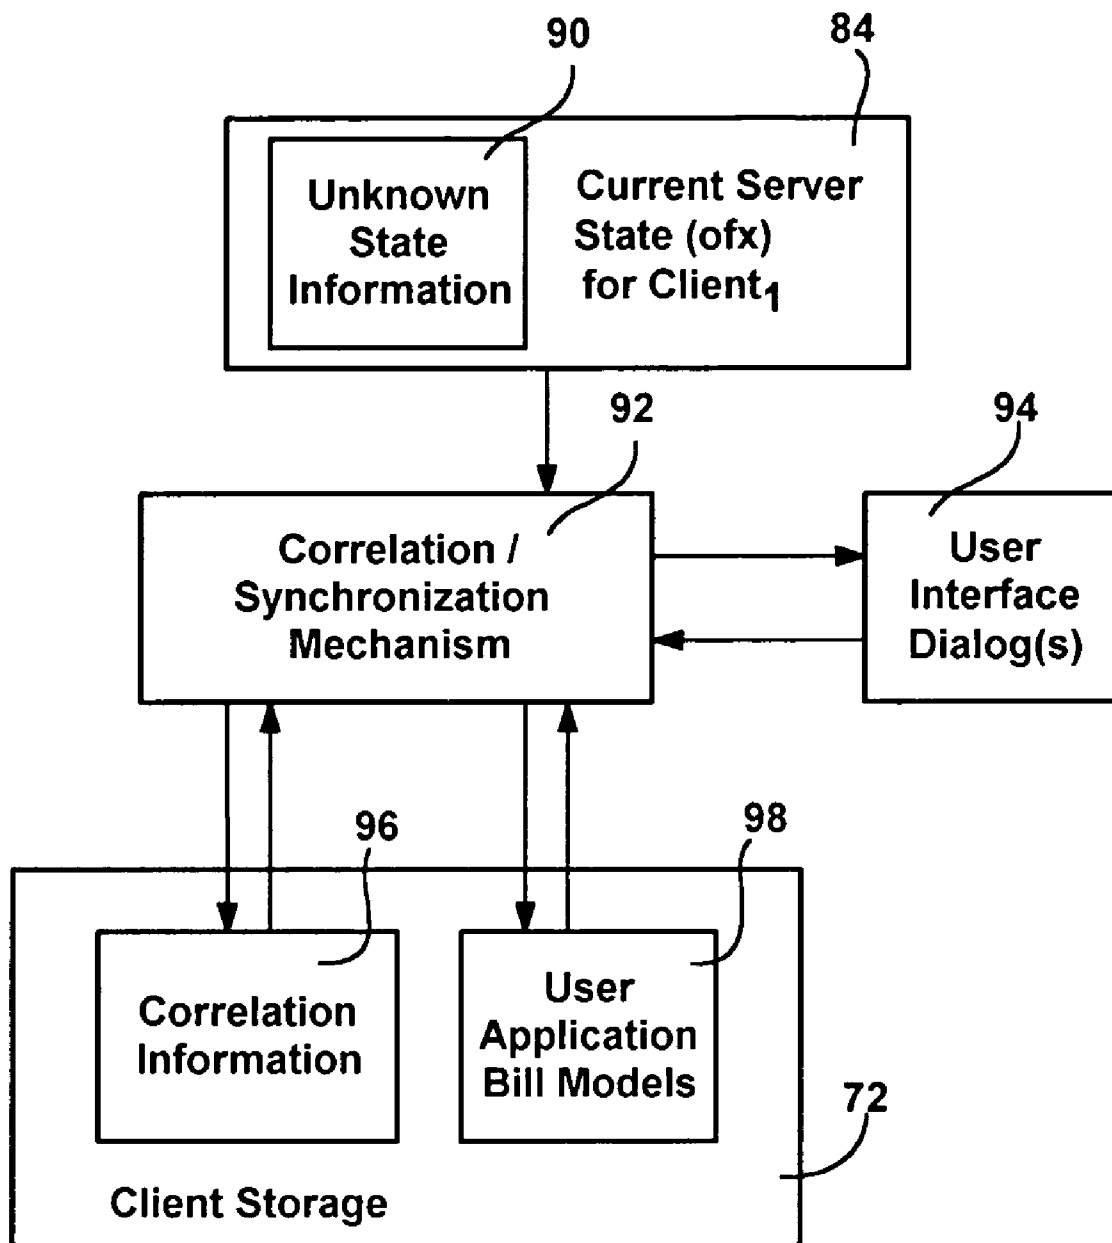 90
84
Unknown
State
Information
Current Server
State (ofx)
for Client1
92
94
Correlation /
Synchronization
Mechanism
User
Interface
Dialog(s)
96
98
Correlation
Information
User
Application
Bill Models
72
Client Storage